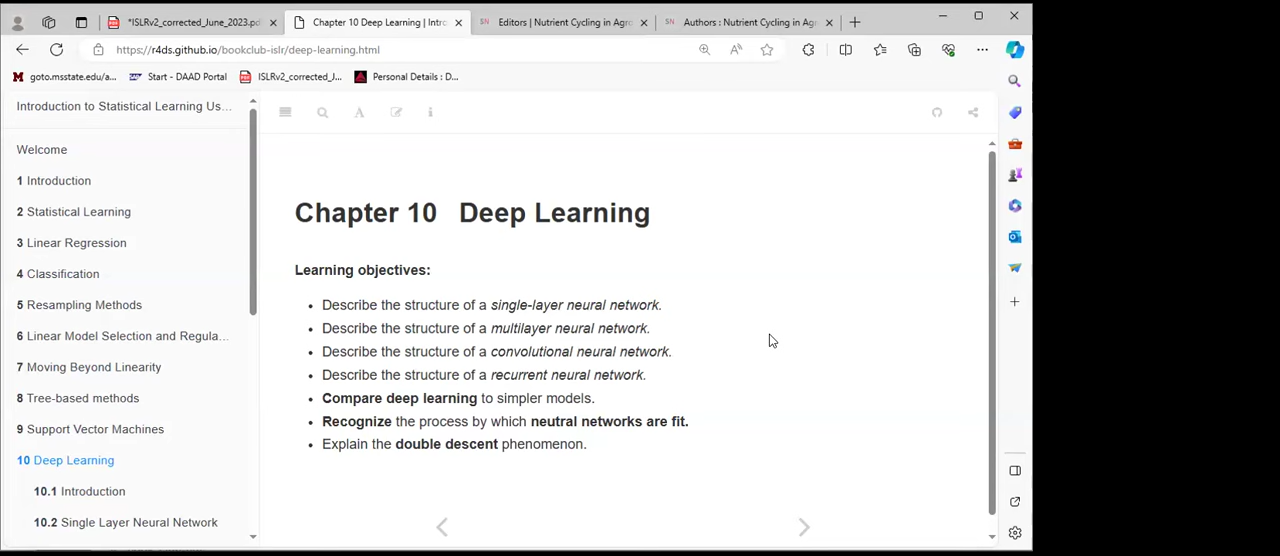 *ISLRv2_corrected_June_2023.pd
Chapter 10 Deep Learning | Intro
Editors | Nutrient Cycling in Agro
Authors : Nutrient Cycling in Agr
https://r4ds.github.io/bookclub-islr/deep-learning.html
goto.msstate.edu/a...
Start - DAAD Portal
ISLRv2_corrected_J...
Personal Details : D...
Introduction to Statistical Learning Us...
Welcome
1 Introduction
2 Statistical Learning
3 Linear Regression
4 Classification
5 Resampling Methods
6 Linear Model Selection and Regula...
7 Moving Beyond Linearity
8 Tree-based methods
9 Support Vector Machines
10 Deep Learning
10.1 Introduction
10.2 Single Layer Neural Network
Chapter 10 Deep Learning
Learning objectives:
• Describe the structure of a single-layer neural network.
• Describe the structure of a multilayer neural network.
• Describe the structure of a convolutional neural network.
• Describe the structure of a recurrent neural network.
• Compare deep learning to simpler models.
• Recognize the process by which neutral networks are fit.
• Explain the double descent phenomenon.